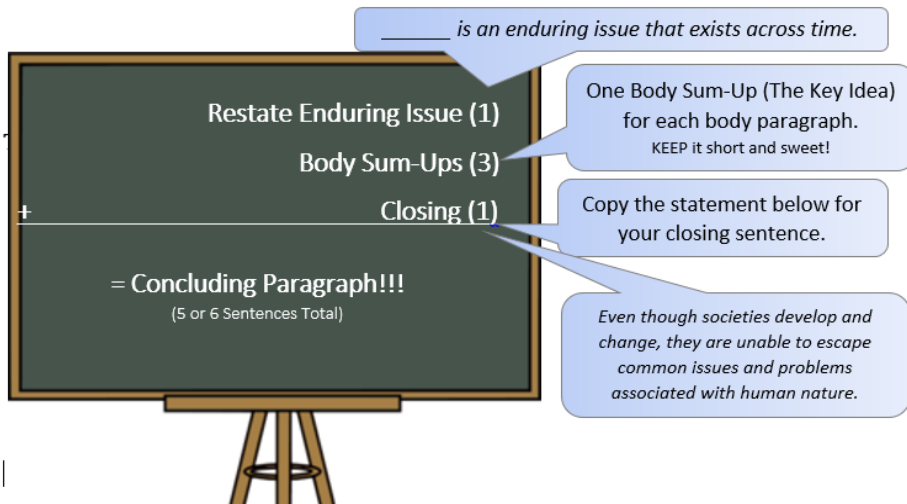 ______ is an enduring issue that exists across time.
Restate Enduring Issue (1)
One Body Sum-Up (The Key Idea)
for each body paragraph.
KEEP it short and sweet!
Body Sum-Ups (3)
+ Closing (1)
Copy the statement below for
your closing sentence.
= Concluding Paragraph!!!
(5 or 6 Sentences Total)
Even though societies develop and
change, they are unable to escape
common issues and problems
associated with human nature.